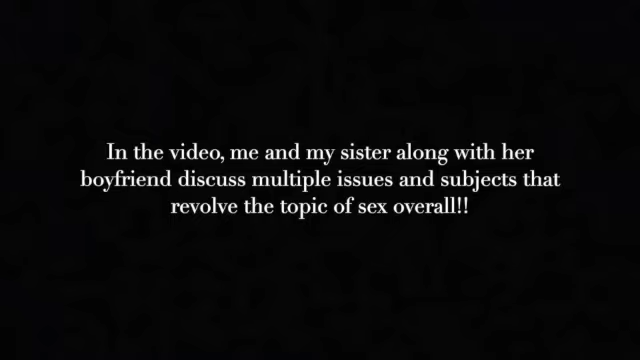 In the video, me and my sister along with her
boyfriend discuss multiple issues and subjects that
revolve the topic of sex overall!!